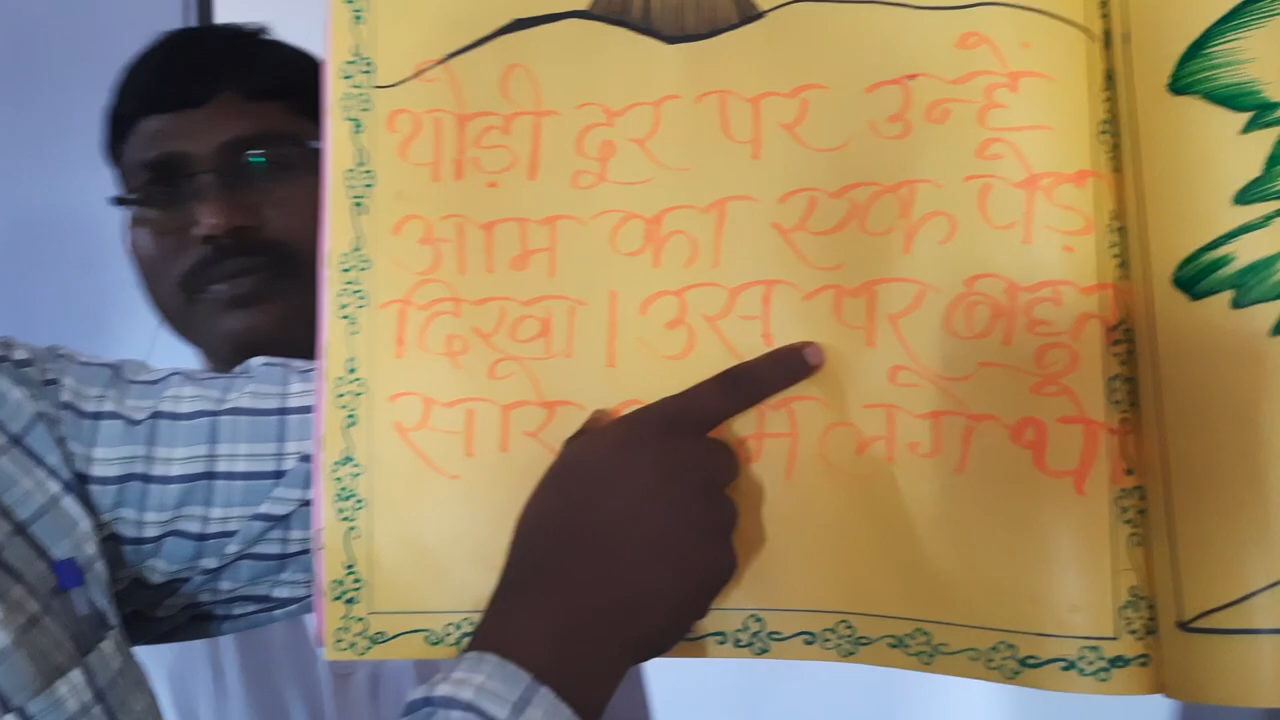 थोड़ी दूर पर उन्हें
आम का एक पेड़
दिखा। उस पर बहुत
सारे लगे थे